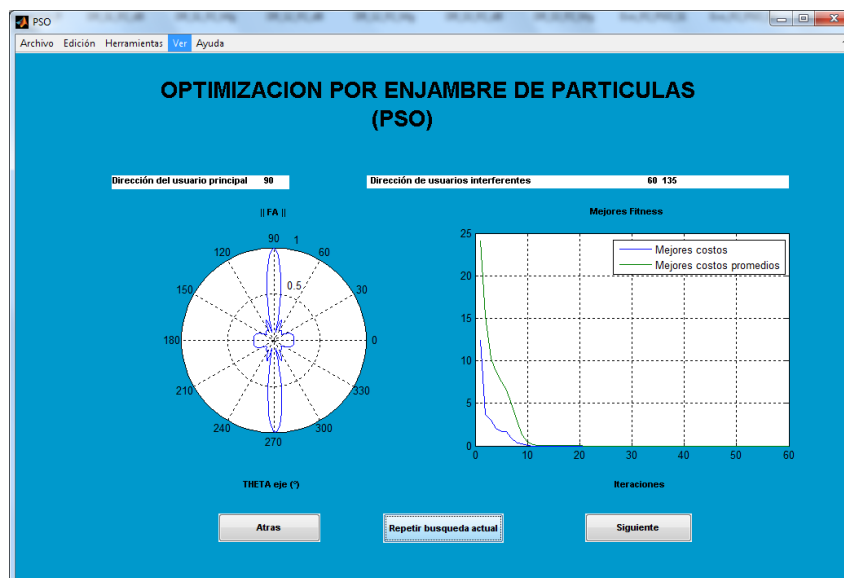 PSO
Archivo Edición Herramientas Ver Ayuda
OPTIMIZACION POR ENJAMBRE DE PARTICULAS
(PSO)
Dirección del usuario principal 90
Dirección de usuarios interferentes 60 135
|| FA ||
90
1
120
60
150
0.5
30
180
0
210
330
240
300
270
THETA eje (º)
Mejores Fitness
25
20
15
10
5
0
Mejores costos
Mejores costos promedios
0 10 20 30 40 50 60
Iteraciones
Atras
Repetir busqueda actual
Siguiente